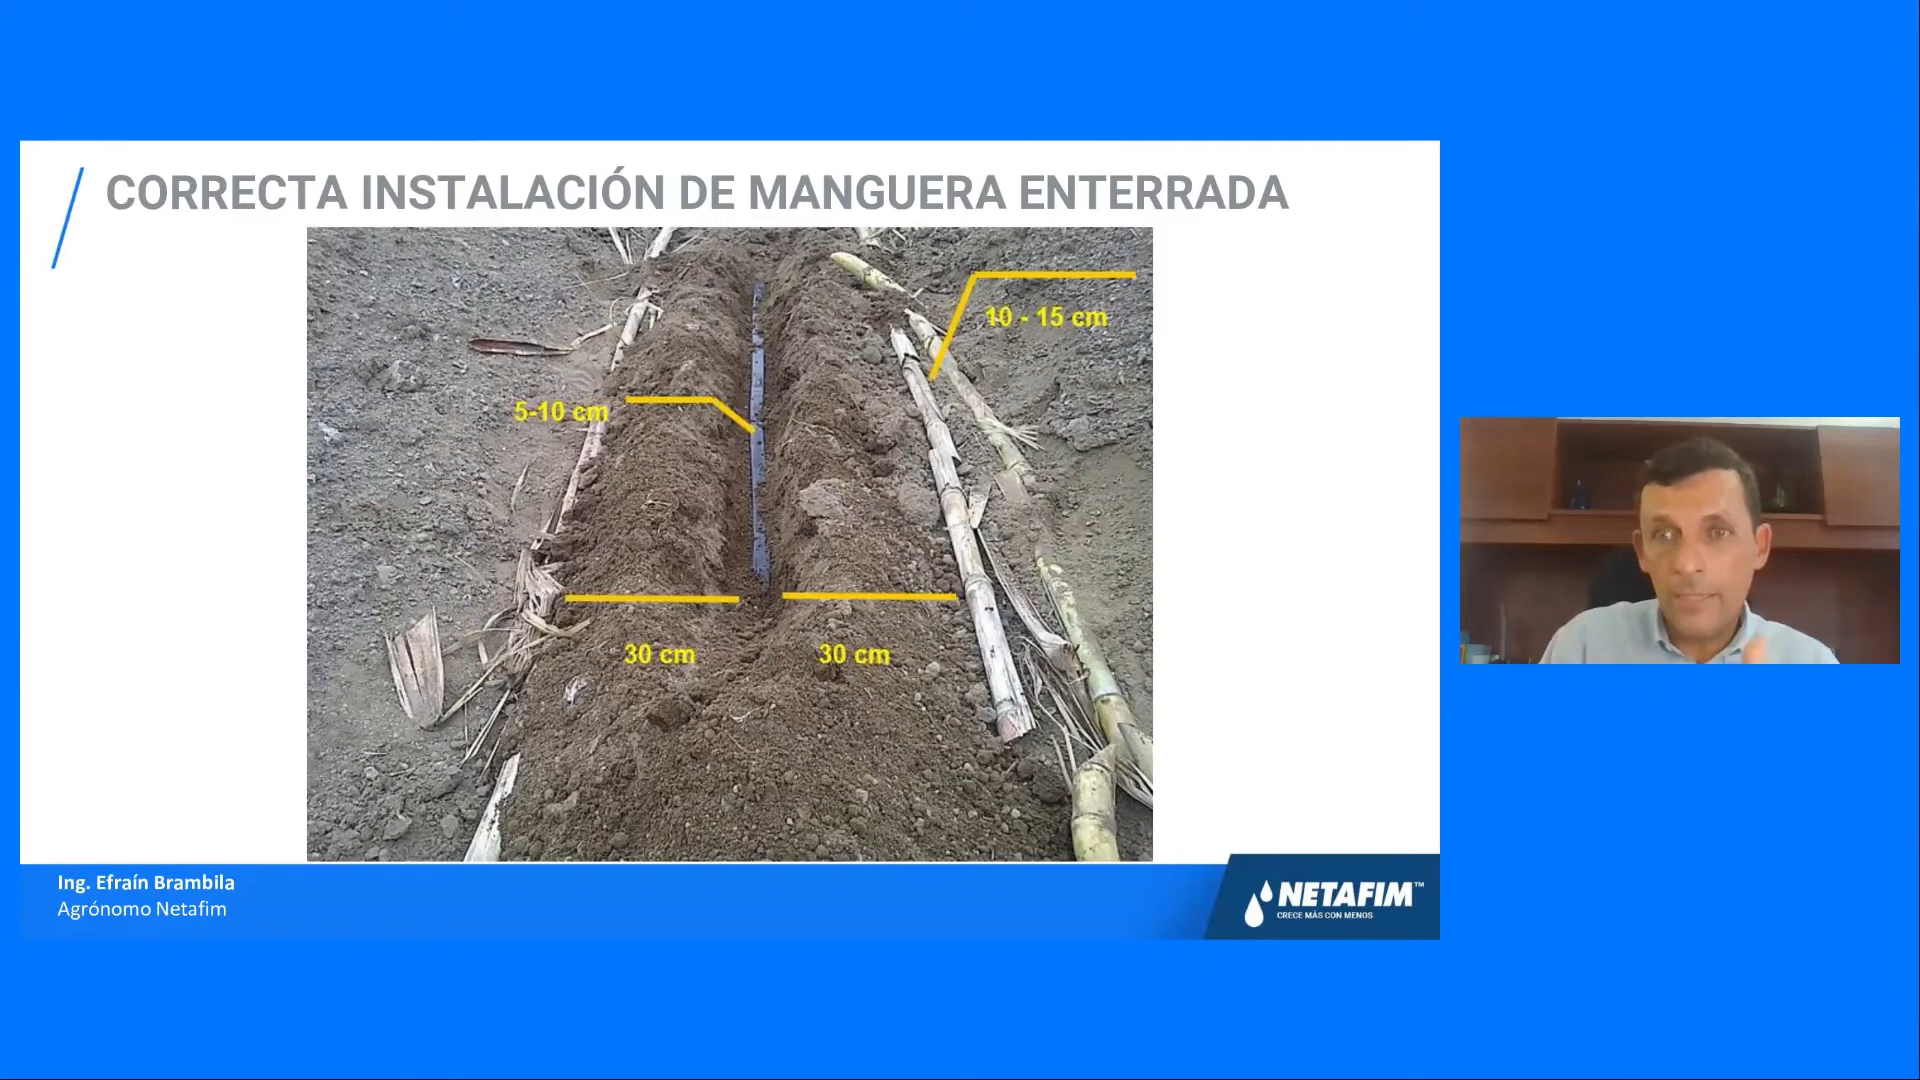 CORRECTA INSTALACIÓN DE MANGUERA ENTERRADA
10 - 15 cm
5-10 cm
30 cm
30 cm
Ing. Efraín Brambila
Agrónomo Netafim
NETAFIM™
CRECE MÁS CON MENOS